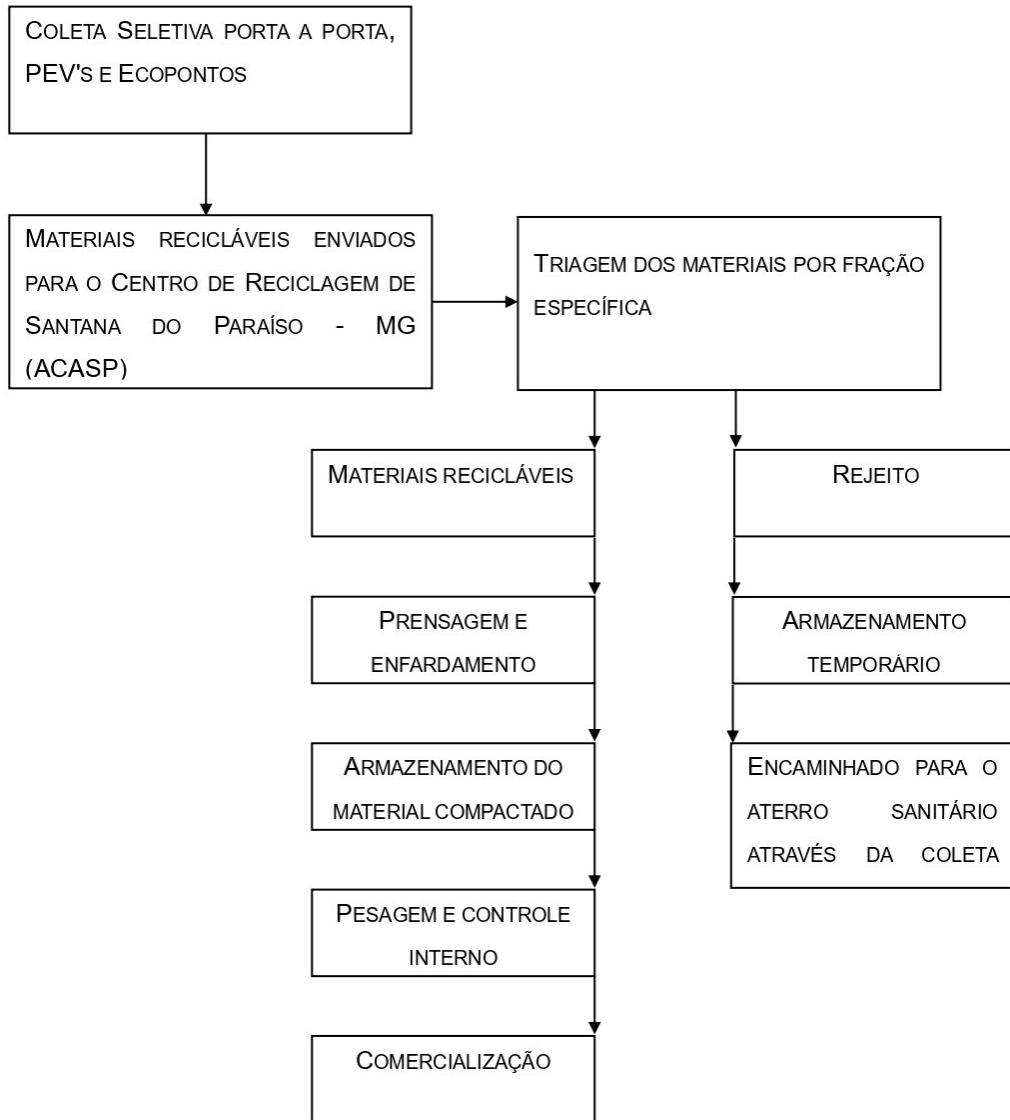 COLETA SELETIVA PORTA A PORTA,
PEV'S E ECOPONTOS
MATERIAIS RECICLÁVEIS ENVIADOS
PARA O CENTRO DE RECICLAGEM DE
SANTANA DO PARAÍSO - MG
(ACASP)
TRIAGEM DOS MATERIAIS POR FRAÇÃO
ESPECÍFICA
MATERIAIS RECICLÁVEIS
REJEITO
PRENSAGEM E
ENFARDAMENTO
ARMAZENAMENTO
TEMPORÁRIO
ARMAZENAMENTO DO
MATERIAL COMPACTADO
ENCAMINHADO PARA O
ATERRO SANITÁRIO
ATRAVÉS DA COLETA
PESAGEM E CONTROLE
INTERNO
COMERCIALIZAÇÃO